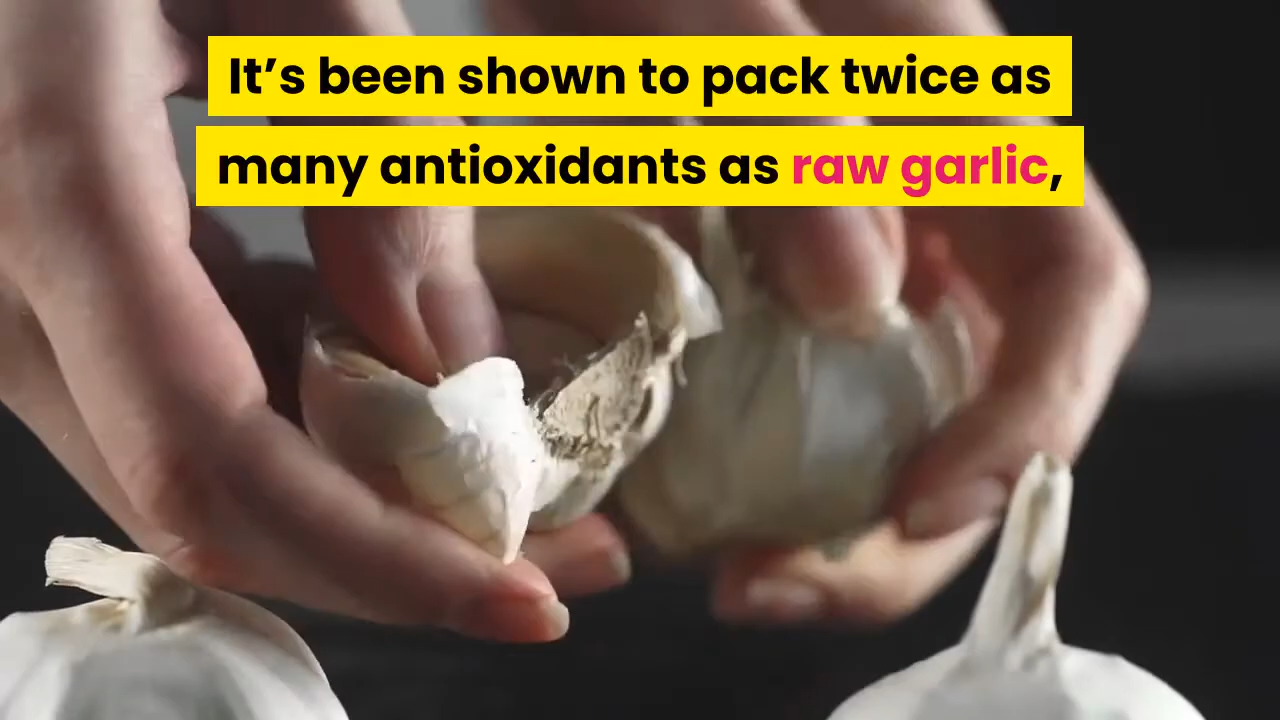 It’s been shown to pack twice as
many antioxidants as raw garlic,